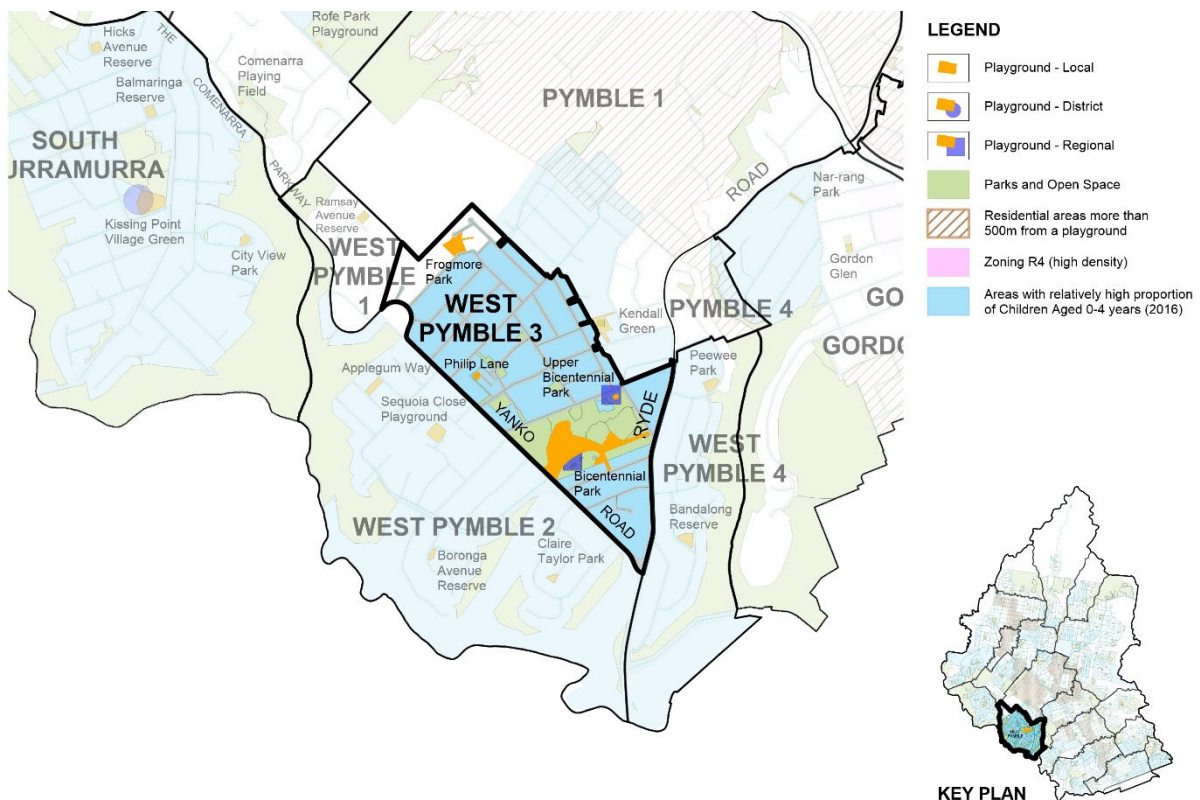 Hicks
Avenue
Reserve
Balmaringa
Reserve
THE
COMENARRA
PARKWAY
Rofe Park
Playground
Comenarra
Playing
Field
PYMBLE 1
SOUTH
URRAMURRA
Kissing Point
Village Green
City View
Park
Ramsay
Avenue
Reserve
WEST
PYMBLE
1
Frogmore
Park
WEST
PYMBLE 3
ROAD
Nar-rang
Park
Gordon
Glen
GO
GORDO
Kendall
Green
PYMBLE 4
Peewee
Park
Philip Lane
Upper
Bicentennial
Park
Applegum Way
Sequoia Close
Playground
YANKO
RYDE
WEST
PYMBLE 4
Bicentennial
Park
ROAD
Bandalong
Reserve
WEST PYMBLE 2
Boronga
Avenue
Reserve
Claire
Taylor Park
LEGEND
Playground - Local
Playground - District
Playground - Regional
Parks and Open Space
Residential areas more than
500m from a playground
Zoning R4 (high density)
Areas with relatively high proportion
of Children Aged 0-4 years (2016)
KEY PLAN